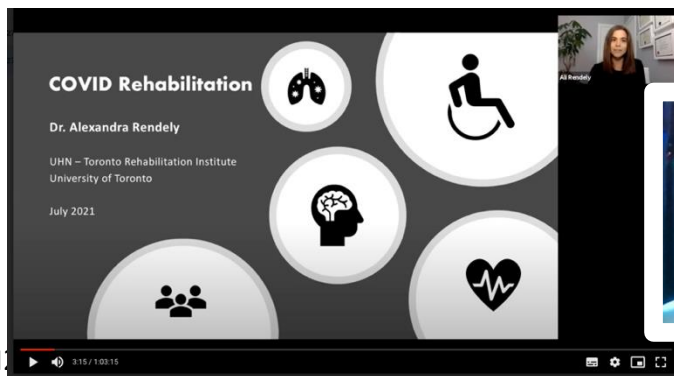 COVID Rehabilitation
Dr. Alexandra Rendely
UHN – Toronto Rehabilitation Institute
University of Toronto
July 2021
Ali Rendely
3:15 / 1:03:15